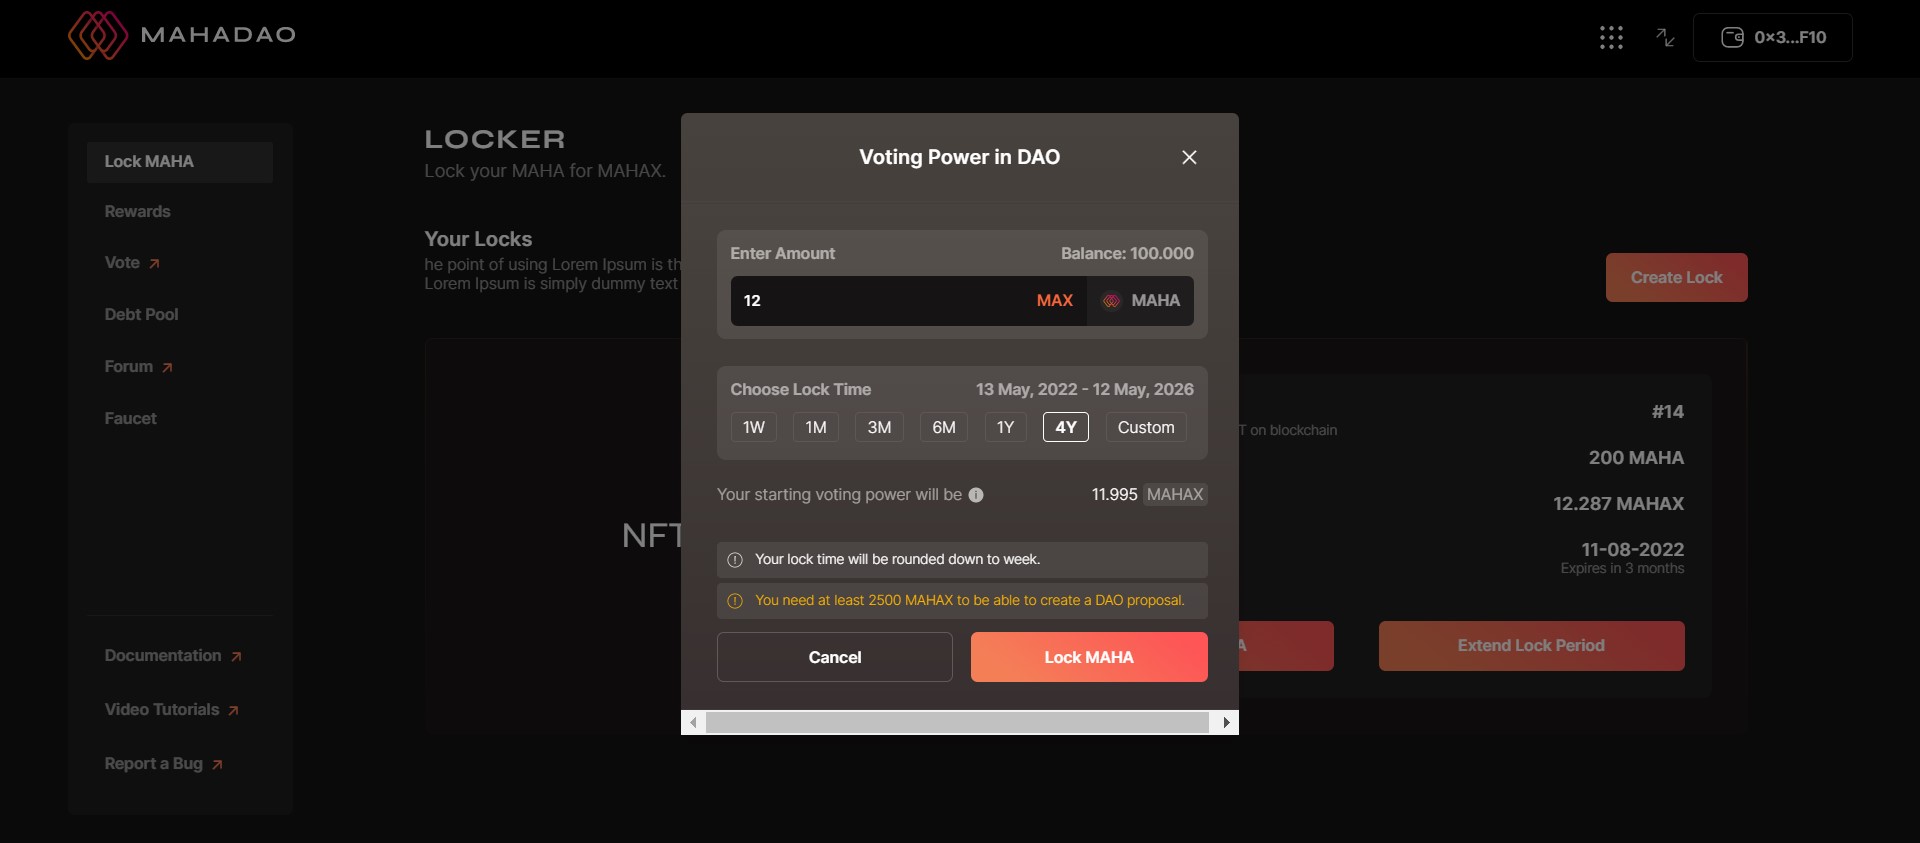 MAHADAO
0×3...F10
Lock MAHA
Rewards
Vote
Debt Pool
Forum
Faucet
Documentation
Video Tutorials
Report a Bug
LOCKER
Lock your MAHA for MAHAX.
Your Locks
he point of using Lorem Ipsum is th
Lorem Ipsum is simply dummy text
Create Lock
NFT
Voting Power in DAO
Enter Amount Balance: 100.000
12 MAX MAHA
Choose Lock Time 13 May, 2022 - 12 May, 2026
1W 1M 3M 6M 1Y 4Y Custom
Your starting voting power will be 11.995 MAHAX
Your lock time will be rounded down to week.
You need at least 2500 MAHAX to be able to create a DAO proposal.
Cancel Lock MAHA
#14
T on blockchain
200 MAHA
12.287 MAHAX
11-08-2022
Expires in 3 months
A
Extend Lock Period